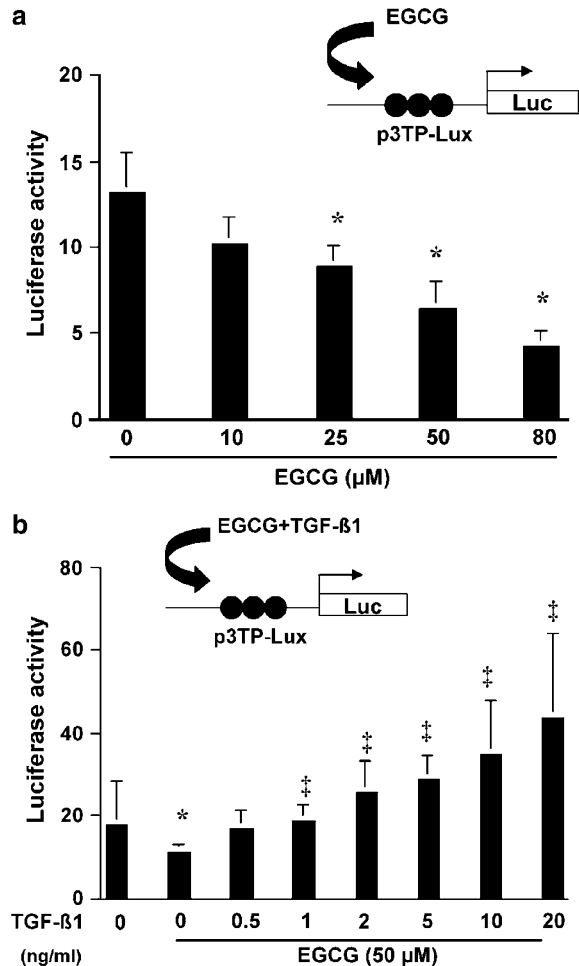 a
EGCG
Luc
p3TP-Lux
Luciferase activity
20
15
10
5
0
*
*
*
0 10 25 50 80
EGCG (µM)
b
EGCG+TGF-ß1
Luc
p3TP-Lux
Luciferase activity
80
60
40
20
0
*
‡
‡
‡
‡
‡
TGF-ß1 0 0 0.5 1 2 5 10 20
(ng/ml) EGCG (50 µM)